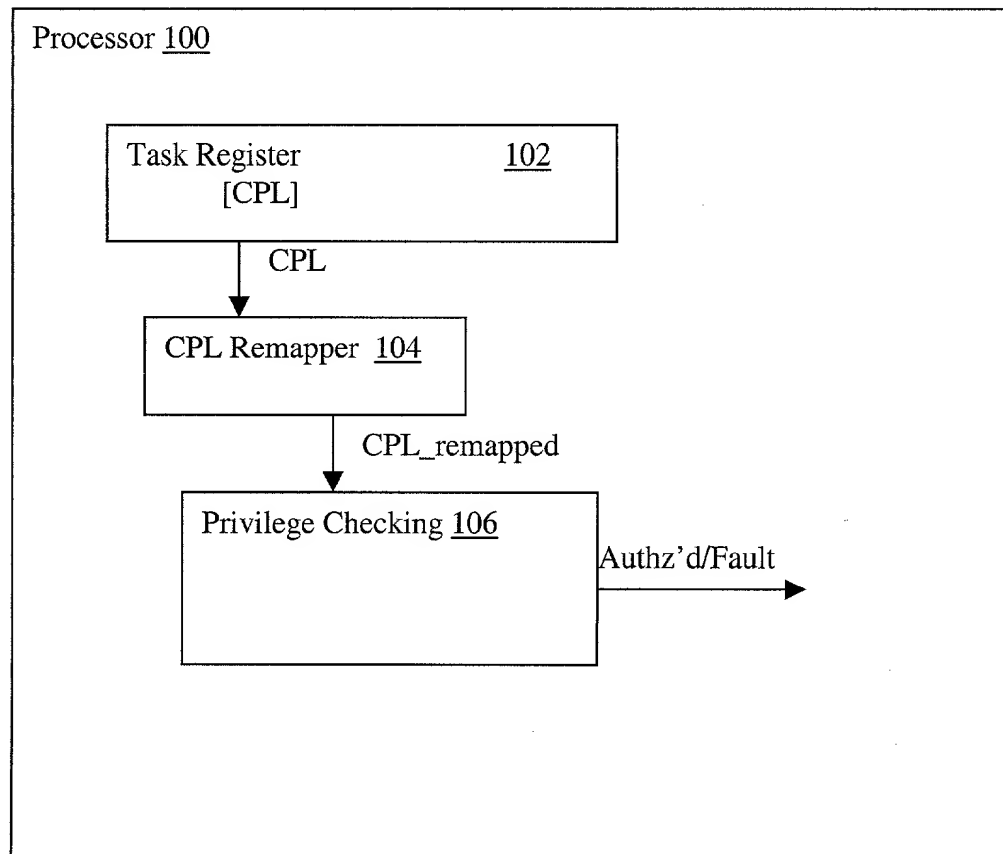 Processor 100
Task Register 102
[CPL]
CPL
CPL Remapper 104
CPL_remapped
Privilege Checking 106
Authz'd/Fault